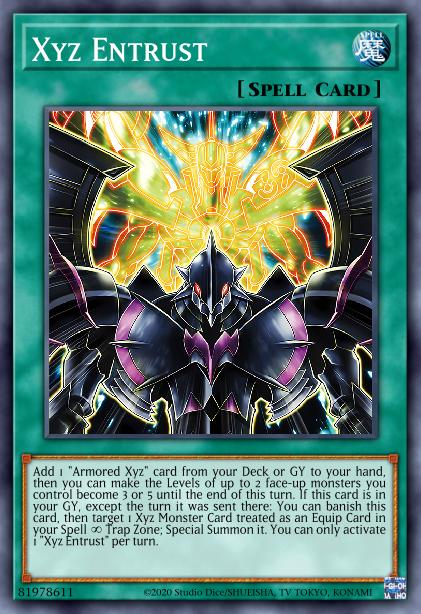 XYZ ENTRUST
SPELL
魔
[SPELL CARD]
Add 1 "Armored Xyz" card from your Deck or GY to your hand,
then you can make the Levels of up to 2 face-up monsters you
control become 3 or 5 until the end of this turn. If this card is in
your GY, except the turn it was sent there: You can banish this
card, then target 1 Xyz Monster Card treated as an Equip Card in
your Spell ∞ Trap Zone; Special Summon it. You can only activate
1 "Xyz Entrust" per turn.
81978611
©2020 Studio Dice/SHUEISHA, TV TOKYO, KONAMI